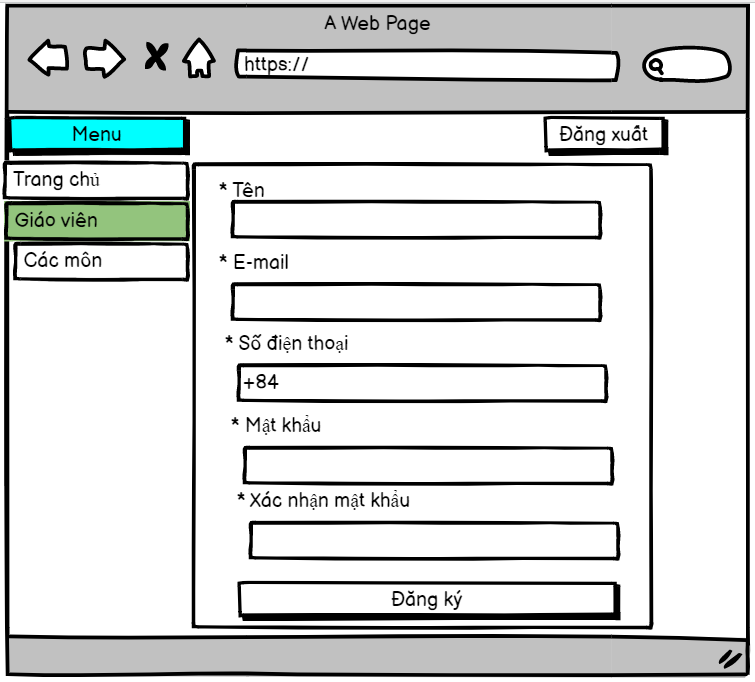 A Web Page
https://
Menu
Đăng xuất
Trang chủ
Giáo viên
Các môn
* Tên
* E-mail
* Số điện thoại
+84
* Mật khẩu
* Xác nhận mật khẩu
Đăng ký